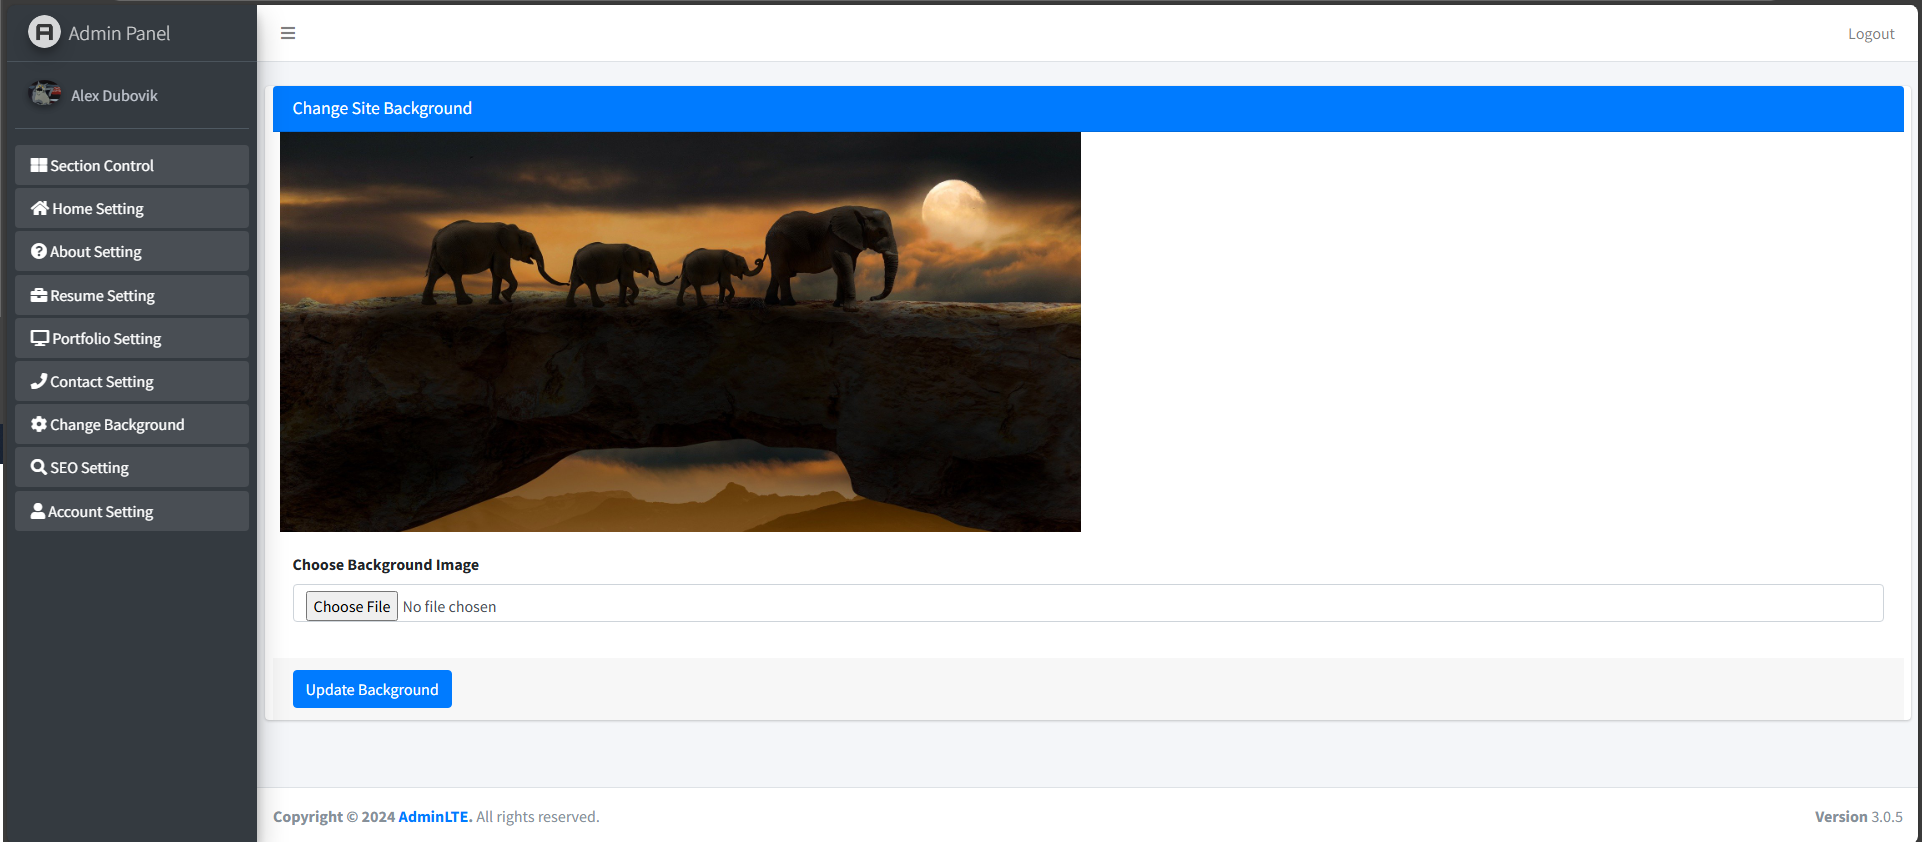 Admin Panel
Logout
Alex Dubovik
Section Control
Home Setting
About Setting
Resume Setting
Portfolio Setting
Contact Setting
Change Background
SEO Setting
Account Setting
Change Site Background
Choose Background Image
Choose File No file chosen
Update Background
Copyright © 2024 AdminLTE. All rights reserved.
Version 3.0.5